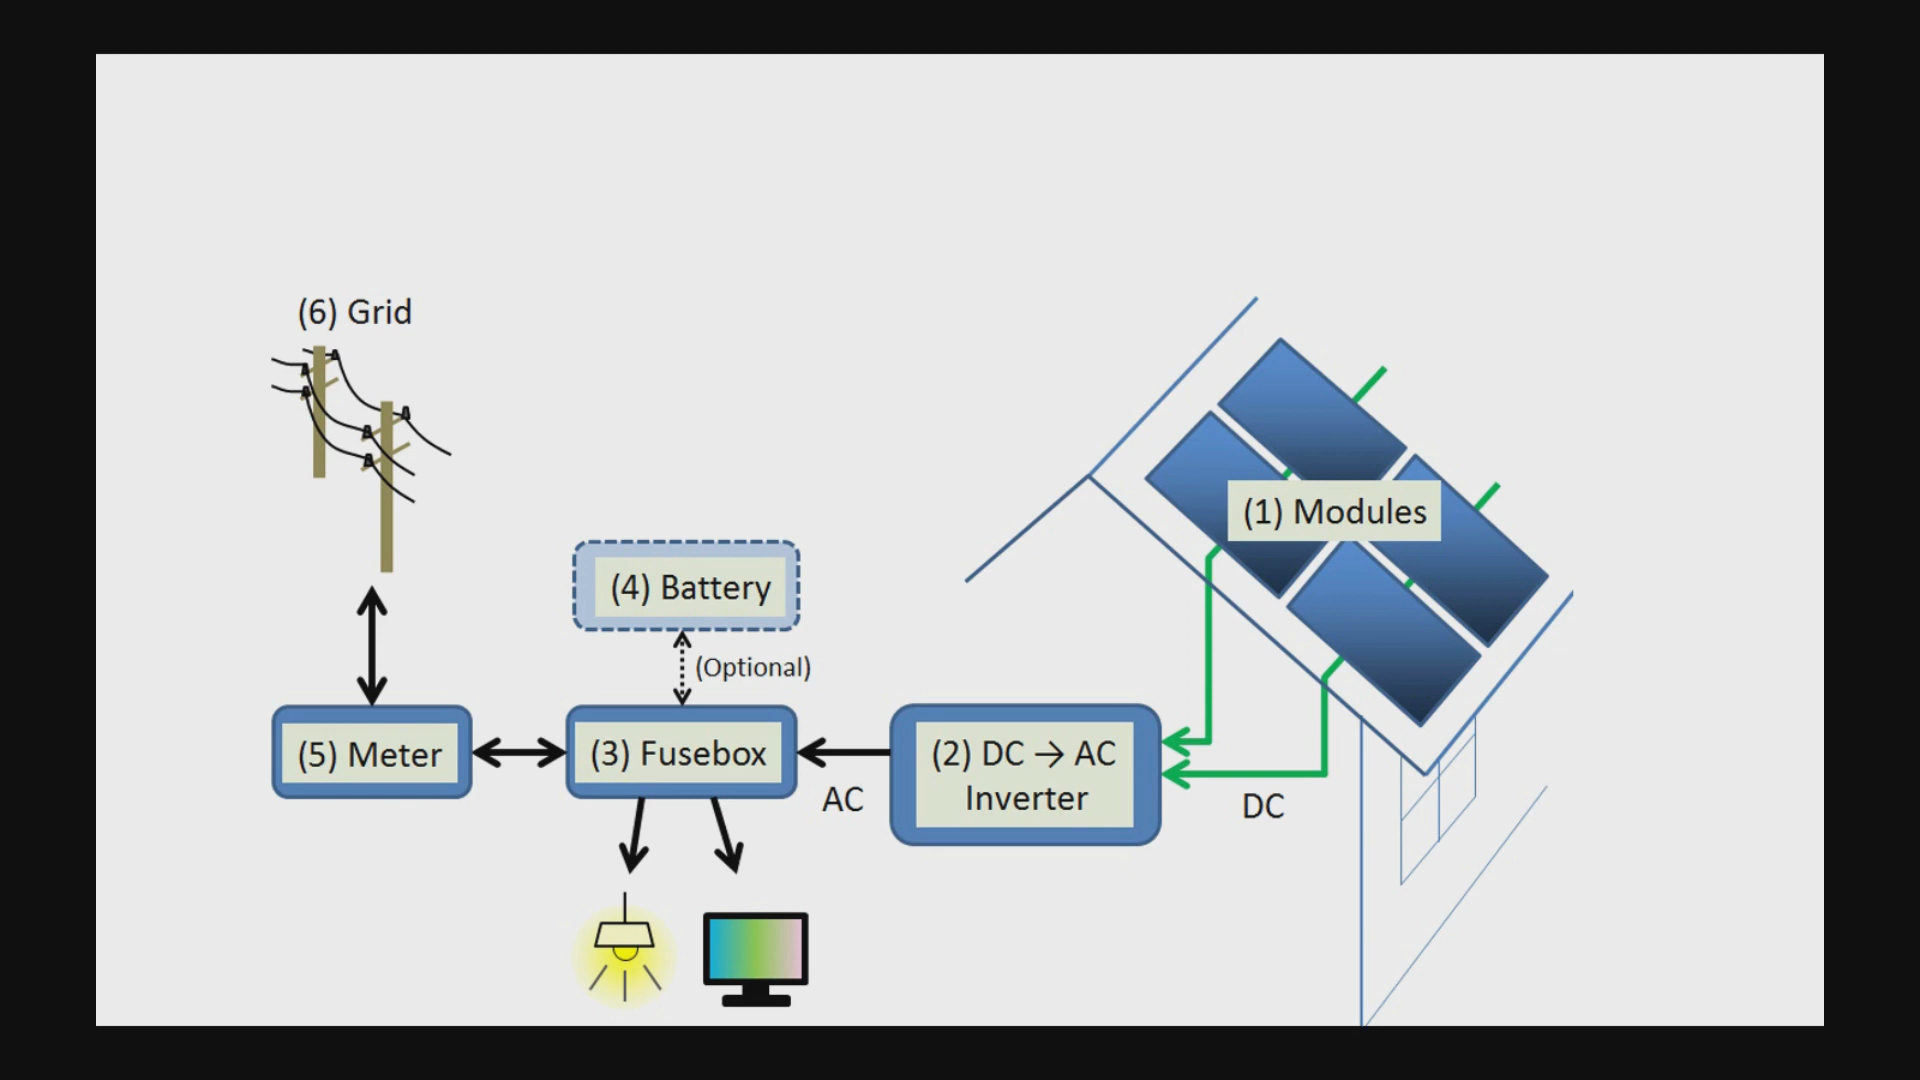 (6) Grid
(1) Modules
(4) Battery
(Optional)
(5) Meter
(3) Fusebox
AC
(2) DC → AC
Inverter
DC